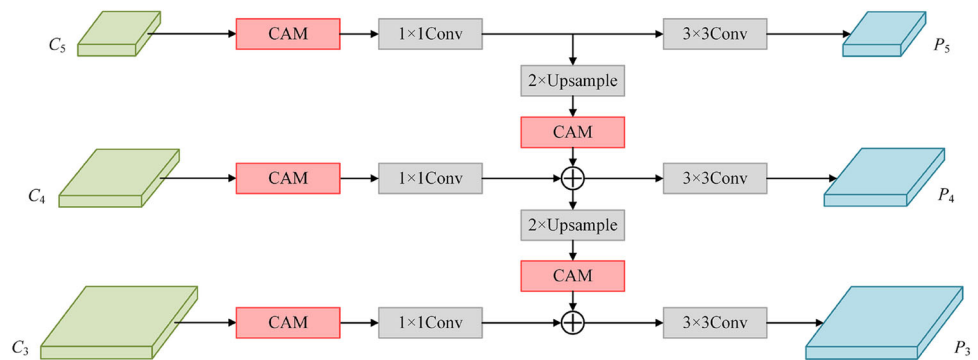 C5 CAM 1×1Conv 3×3Conv P5
2×Upsample
CAM
C4 CAM 1×1Conv 3×3Conv P4
2×Upsample
CAM
C3 CAM 1×1Conv 3×3Conv P3